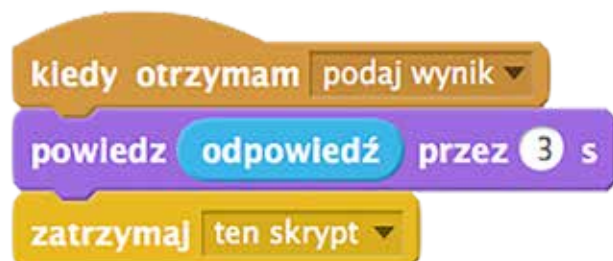 kiedy otrzymam podaj wynik
powiedz odpowiedź przez 3 s
zatrzymaj ten skrypt